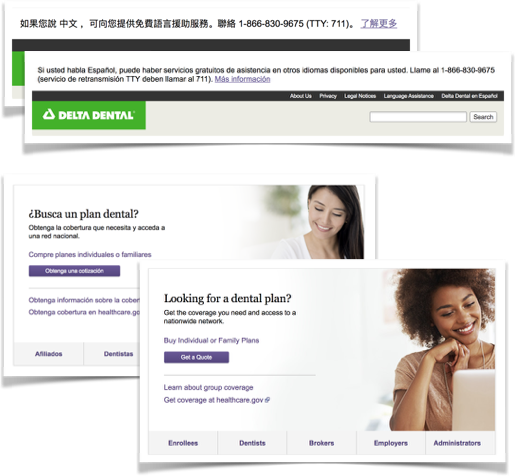 如果您說 中文 ， 可向您提供免費語言援助服務。聯絡 1-866-830-9675 (TTY: 711)。 了解更多
Si usted habla Español, puede haber servicios gratuitos de asistencia en otros idiomas disponibles para usted. Llame al 1-866-830-9675
(servicio de retransmisión TTY deben llamar al 711). Más información
About Us Privacy Legal Notices Language Assistance Delta Dental en Español
DELTA DENTAL
Search
¿Busca un plan dental?
Obtenga la cobertura que necesita y acceda a
una red nacional.
Compre planes individuales o familiares
Obtenga una cotización
Obtenga información sobre la cober
Obtenga cobertura en healthcare.go
Afiliados Dentistas
Looking for a dental plan?
Get the coverage you need and access to a
nationwide network.
Buy Individual or Family Plans
Get a Quote
Learn about group coverage
Get coverage at healthcare.gov
Enrollees Dentists Brokers Employers Administrators